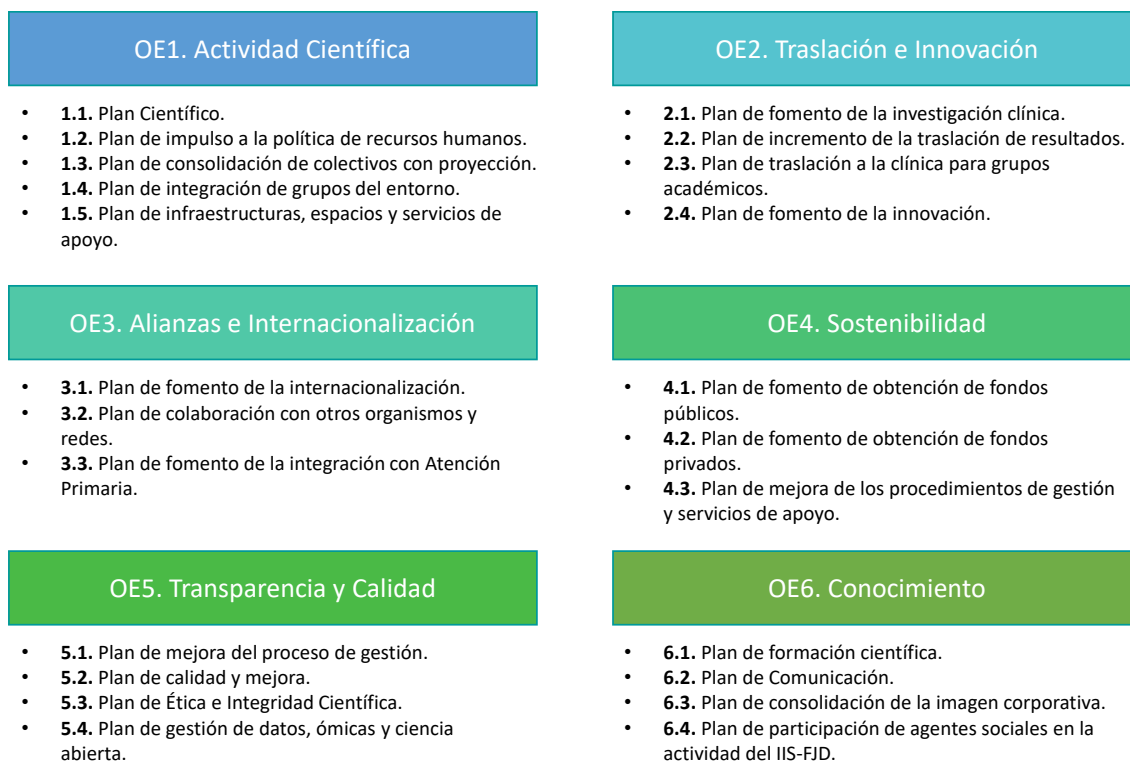 OE1. Actividad Científica
• 1.1. Plan Científico.
• 1.2. Plan de impulso a la política de recursos humanos.
• 1.3. Plan de consolidación de colectivos con proyección.
• 1.4. Plan de integración de grupos del entorno.
• 1.5. Plan de infraestructuras, espacios y servicios de
apoyo.
OE2. Traslación e Innovación
• 2.1. Plan de fomento de la investigación clínica.
• 2.2. Plan de incremento de la traslación de resultados.
• 2.3. Plan de traslación a la clínica para grupos
académicos.
• 2.4. Plan de fomento de la innovación.
OE3. Alianzas e Internacionalización
• 3.1. Plan de fomento de la internacionalización.
• 3.2. Plan de colaboración con otros organismos y
redes.
• 3.3. Plan de fomento de la integración con Atención
Primaria.
OE4. Sostenibilidad
• 4.1. Plan de fomento de obtención de fondos
públicos.
• 4.2. Plan de fomento de obtención de fondos
privados.
• 4.3. Plan de mejora de los procedimientos de gestión
y servicios de apoyo.
OE5. Transparencia y Calidad
• 5.1. Plan de mejora del proceso de gestión.
• 5.2. Plan de calidad y mejora.
• 5.3. Plan de Ética e Integridad Científica.
• 5.4. Plan de gestión de datos, ómicas y ciencia
abierta.
OE6. Conocimiento
• 6.1. Plan de formación científica.
• 6.2. Plan de Comunicación.
• 6.3. Plan de consolidación de la imagen corporativa.
• 6.4. Plan de participación de agentes sociales en la
actividad del IIS-FJD.